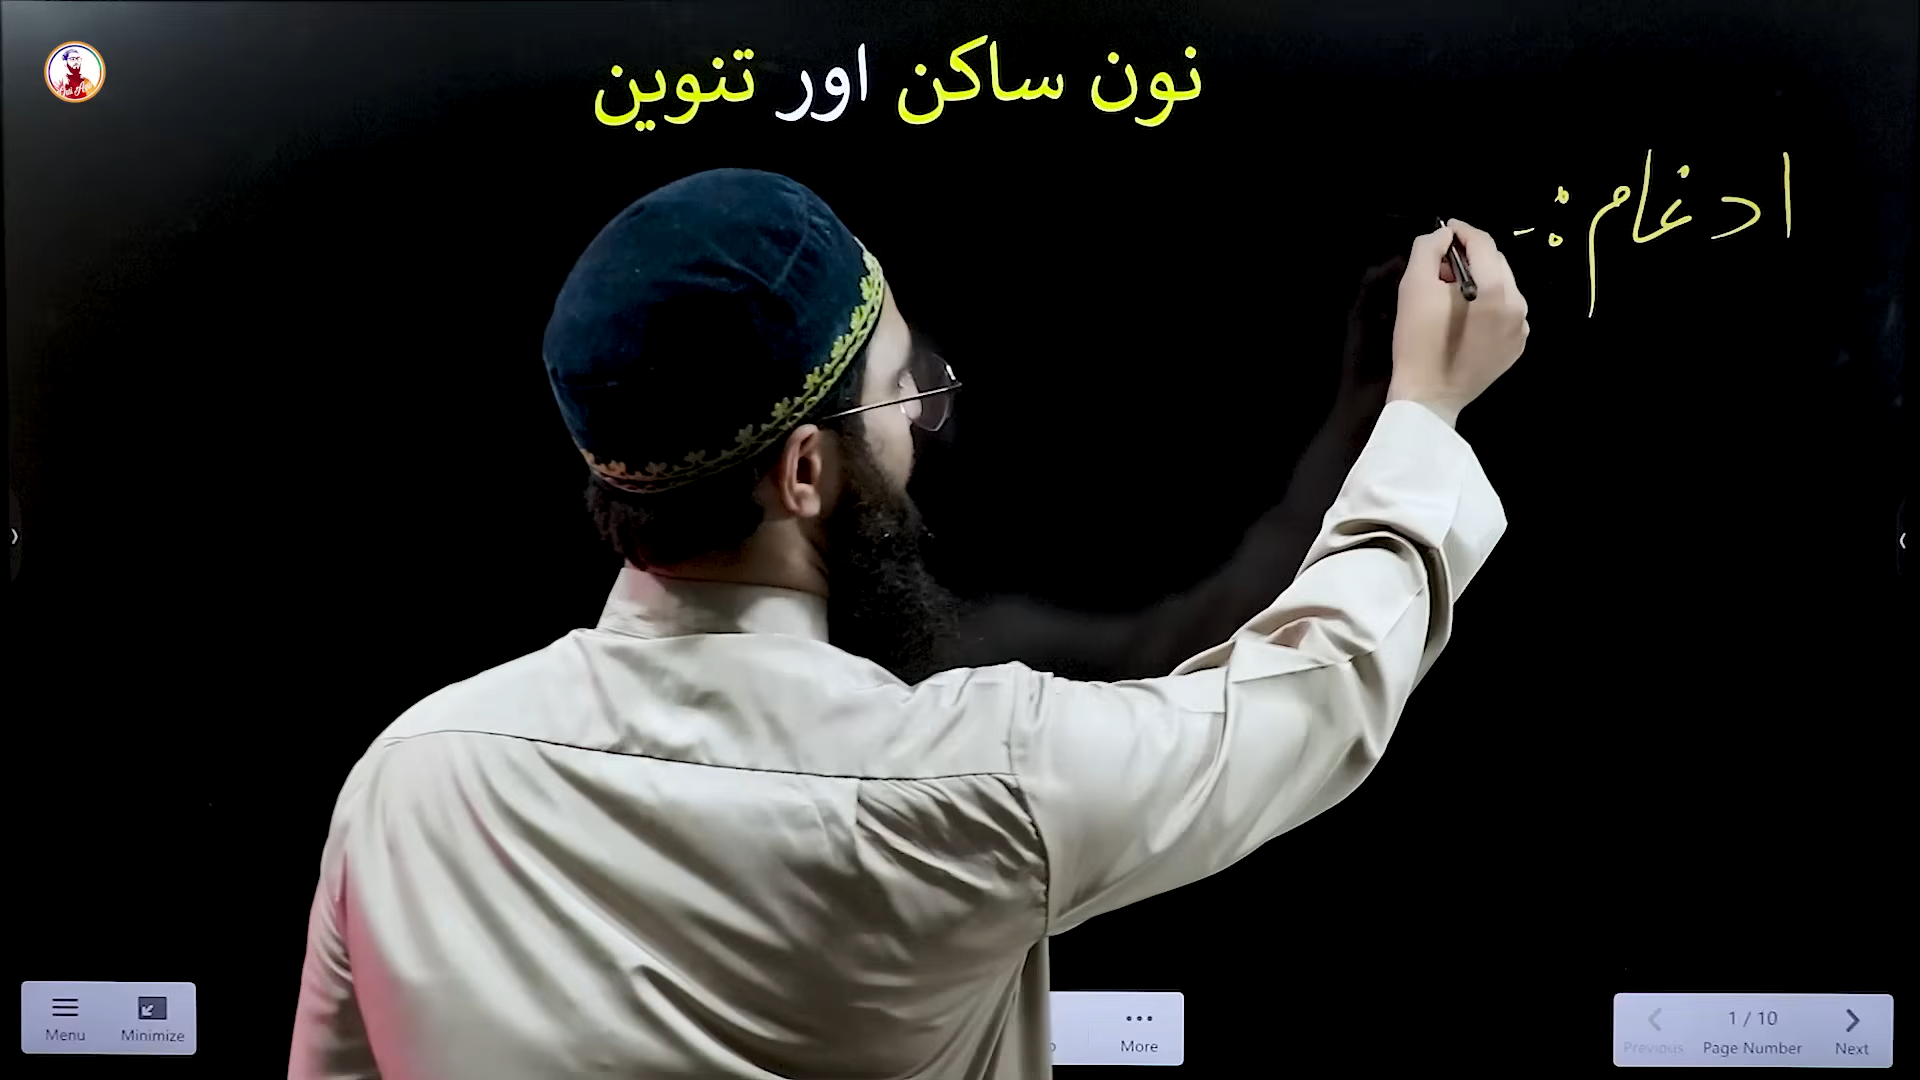 نون ساکن اور تنوین
ادغام :-
Menu
Minimize
More
1 / 10
Previous
Page Number
Next